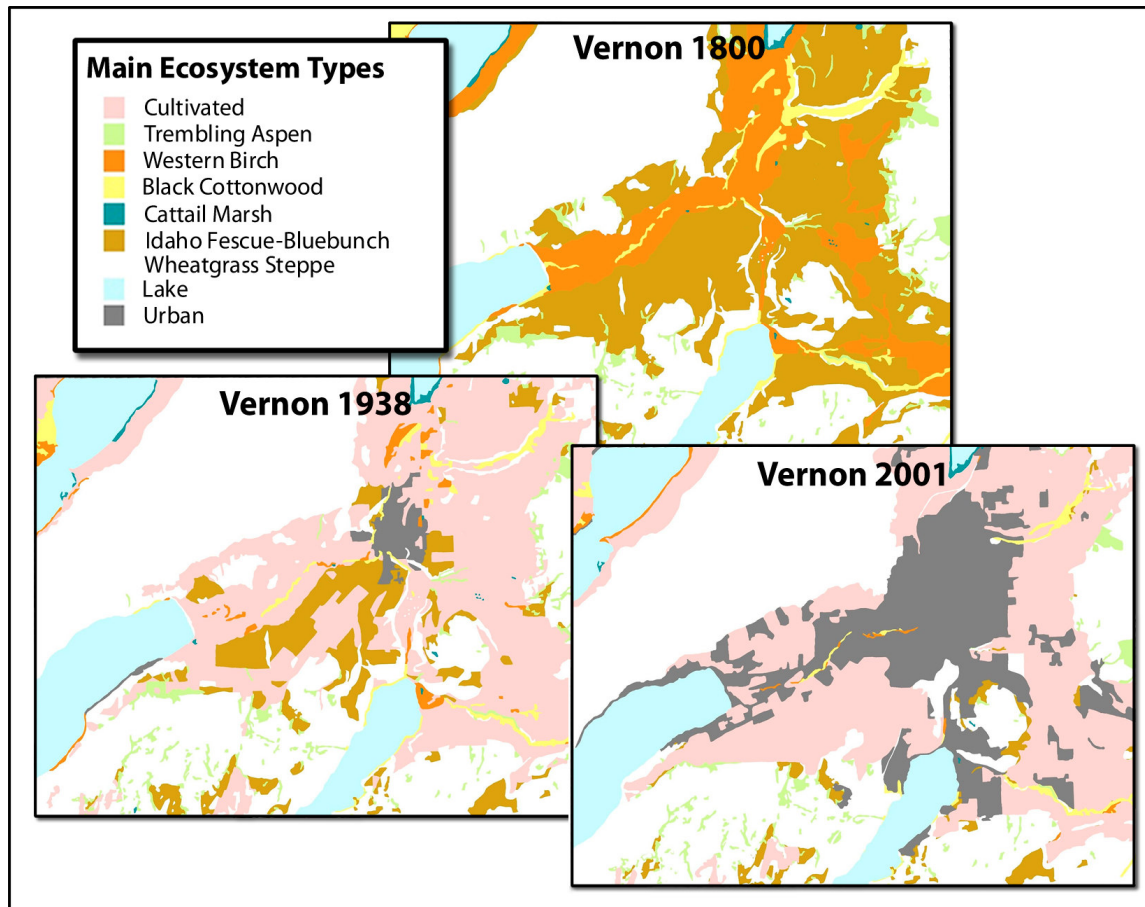 Vernon 1800
Main Ecosystem Types
Cultivated
Trembling Aspen
Western Birch
Black Cottonwood
Cattail Marsh
Idaho Fescue-Bluebunch
Wheatgrass Steppe
Lake
Urban
Vernon 1938
Vernon 2001